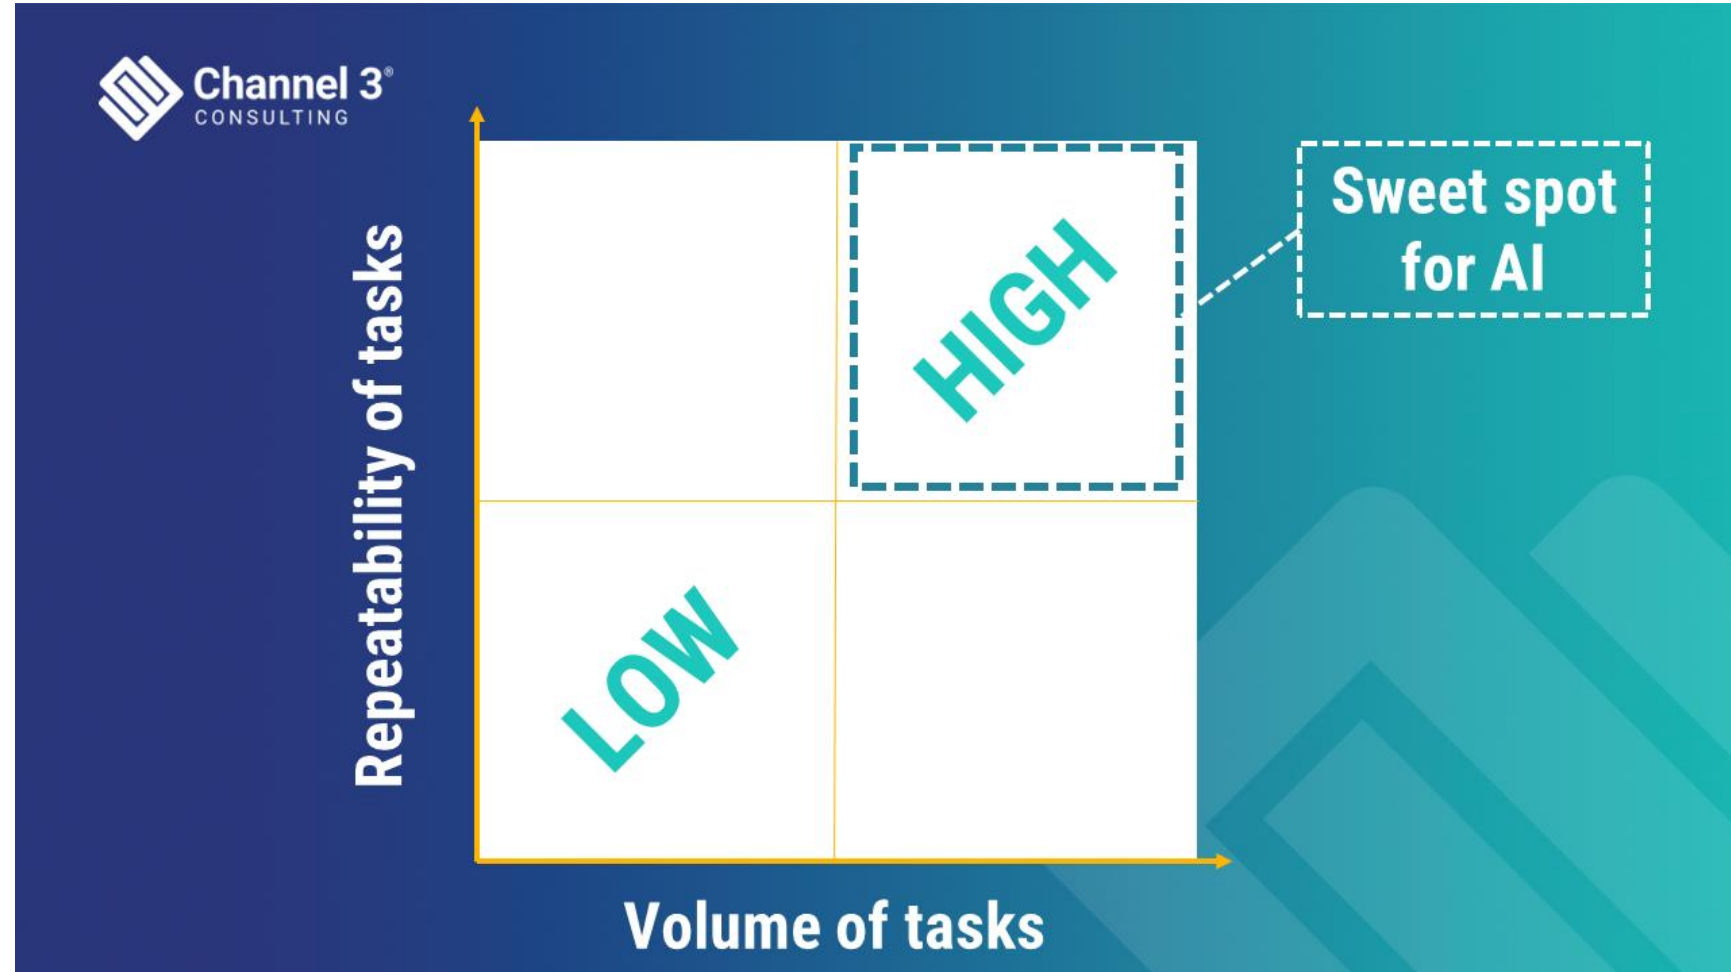 Channel 3®
CONSULTING
Repeatability of tasks
HIGH
LOW
Sweet spot
for AI
Volume of tasks